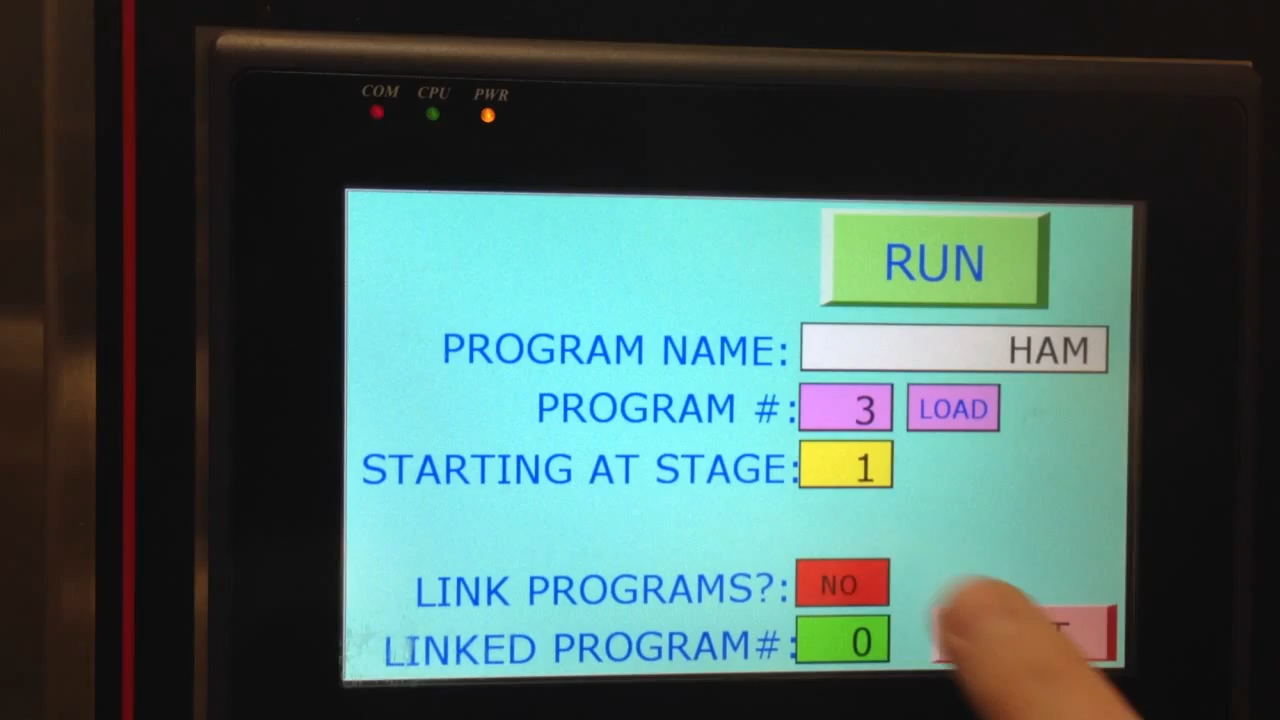 COM CPU PWR
RUN
PROGRAM NAME: HAM
PROGRAM #: 3 LOAD
STARTING AT STAGE: 1
LINK PROGRAMS?: NO
LINKED PROGRAM#: 0